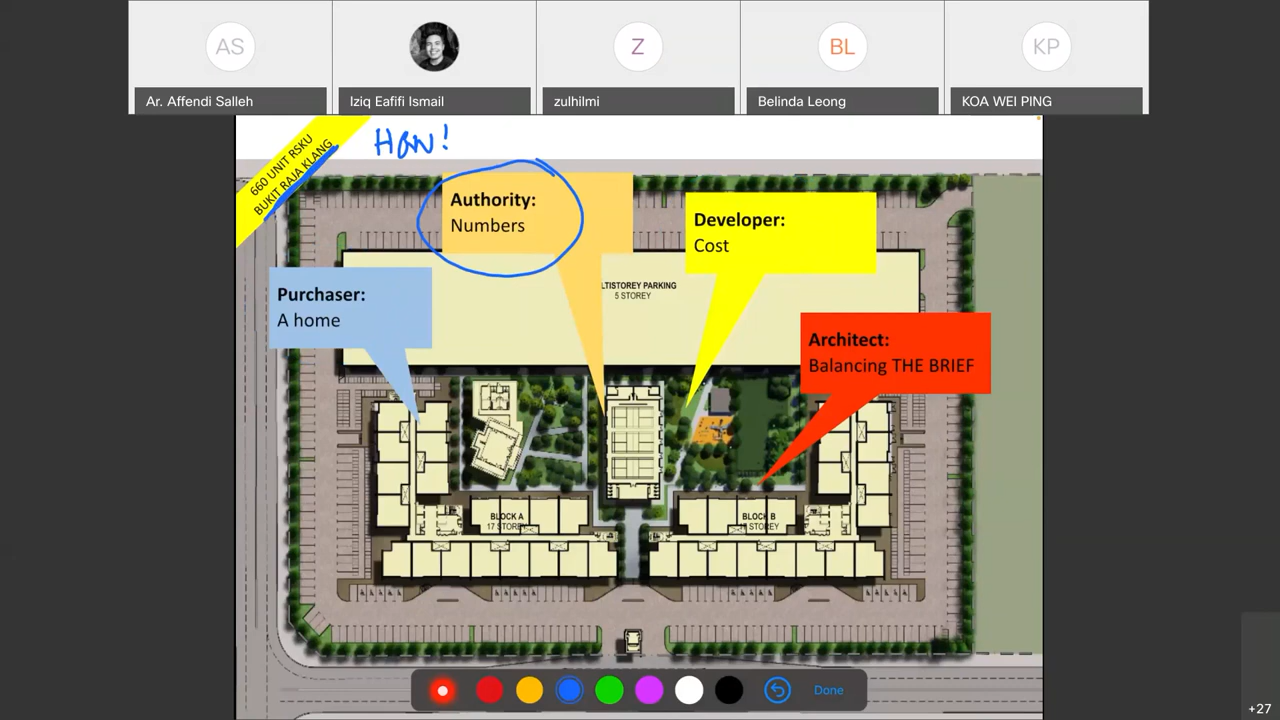 AS
Z
BL
KP
Ar. Affendi Salleh
Iziq Eafifi Ismail
zulhilmi
Belinda Leong
KOA WEI PING
660 UNIT RSKU
BUKIT RAJA KLANG
How!
Authority:
Numbers
Developer:
Cost
Purchaser:
A home
LTISTOREY PARKING
5 STOREY
Architect:
Balancing THE BRIEF
BLOCK A
17 STOREY
BLOCK B
STOREY
Done
+27